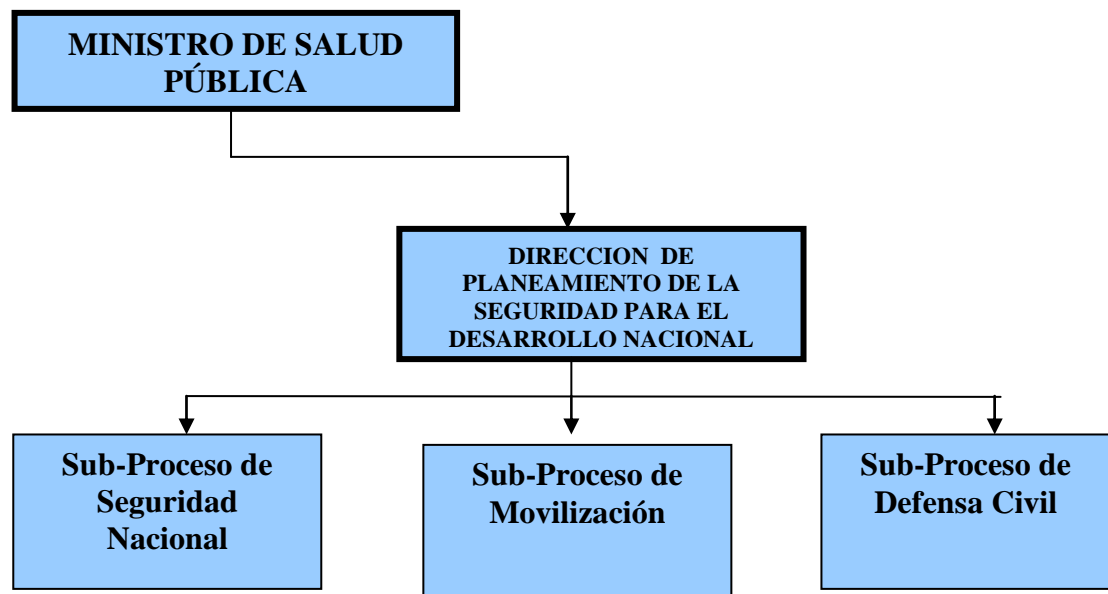 MINISTRO DE SALUD
PÚBLICA
DIRECCION DE
PLANEAMIENTO DE LA
SEGURIDAD PARA EL
DESARROLLO NACIONAL
Sub-Proceso de
Seguridad
Nacional
Sub-Proceso de
Movilización
Sub-Proceso de
Defensa Civil